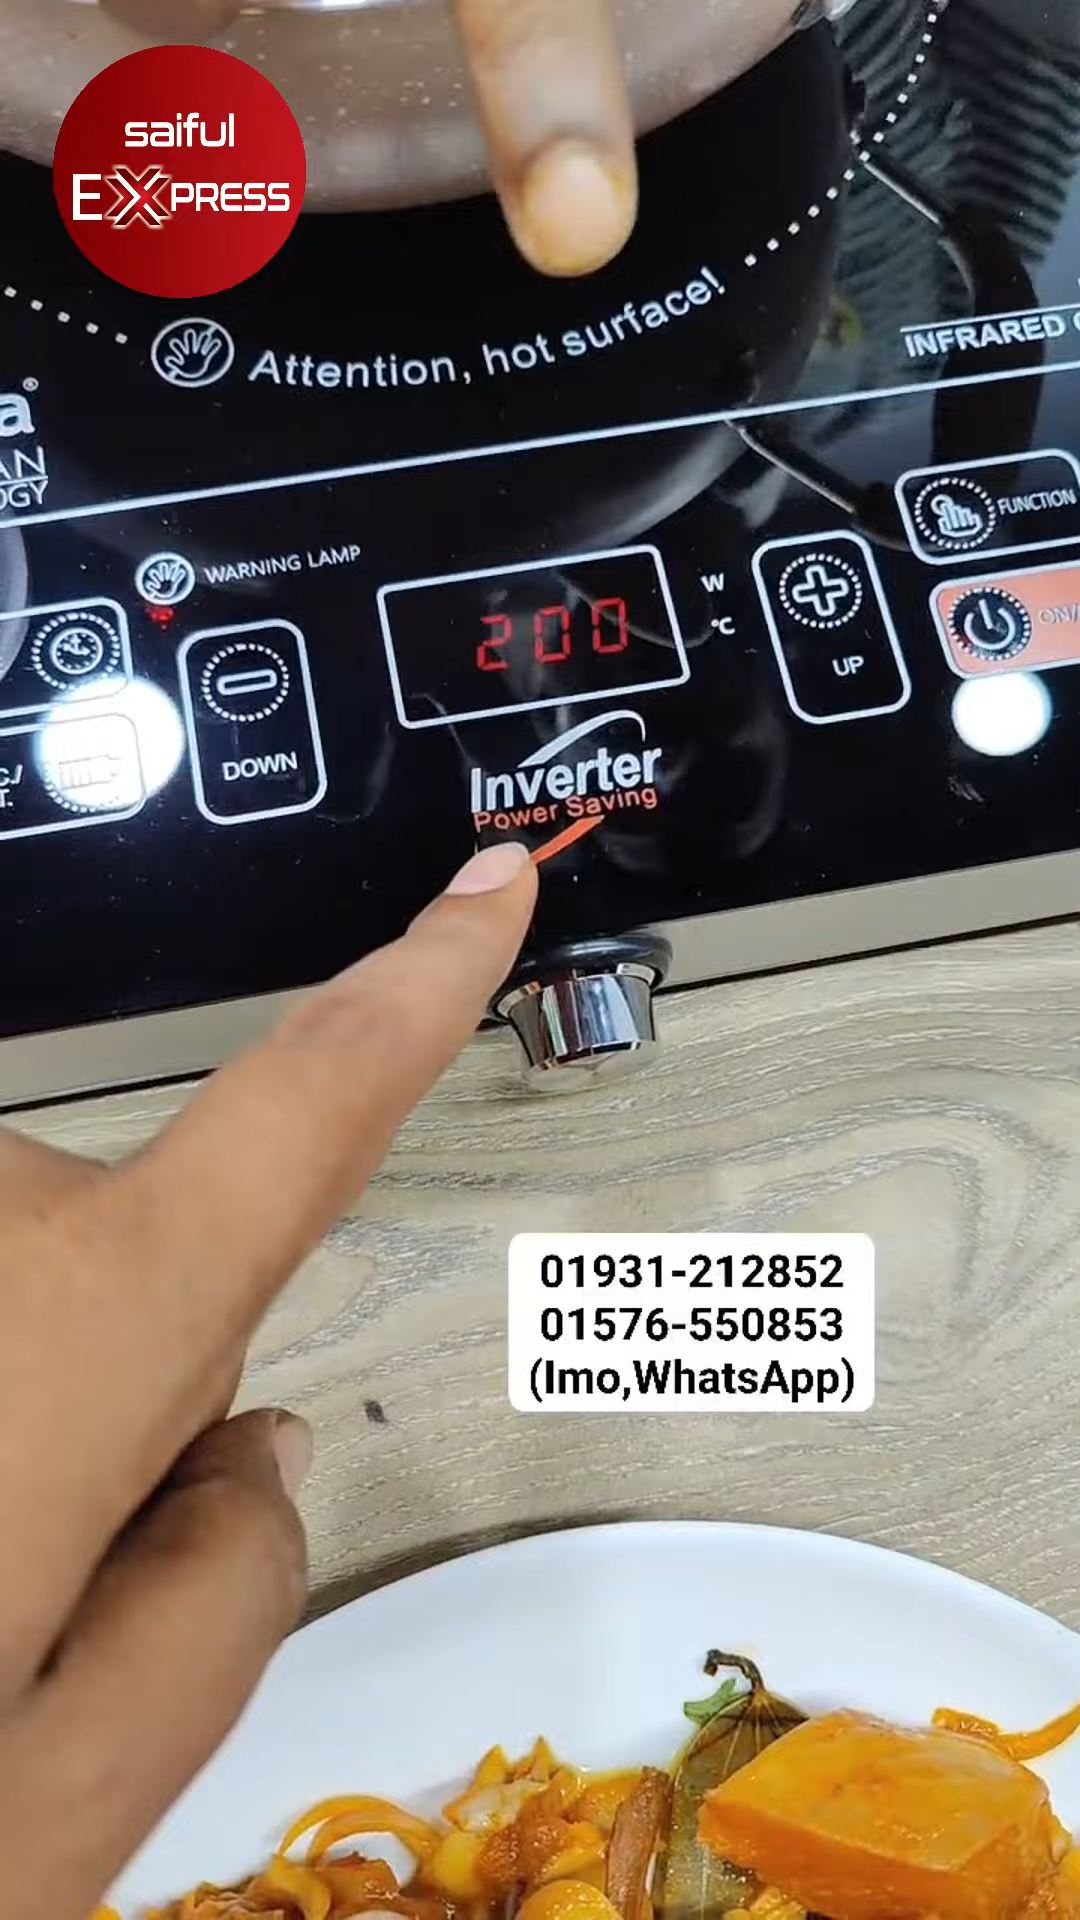 saiful
EXPRESS
Attention, hot surface!
INFRARED
WARNING LAMP
FUNCTION
200
W
°C
UP
DOWN
Inverter
Power Saving
01931-212852
01576-550853
(Imo,WhatsApp)